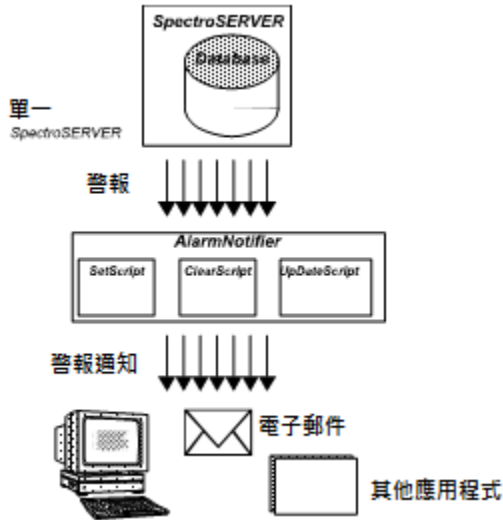 SpectroSERVER
Database
單一
SpectroSERVER
警報
AlarmNotifier
SetScript
ClearScript
UpDateScript
警報通知
電子郵件
其他應用程式